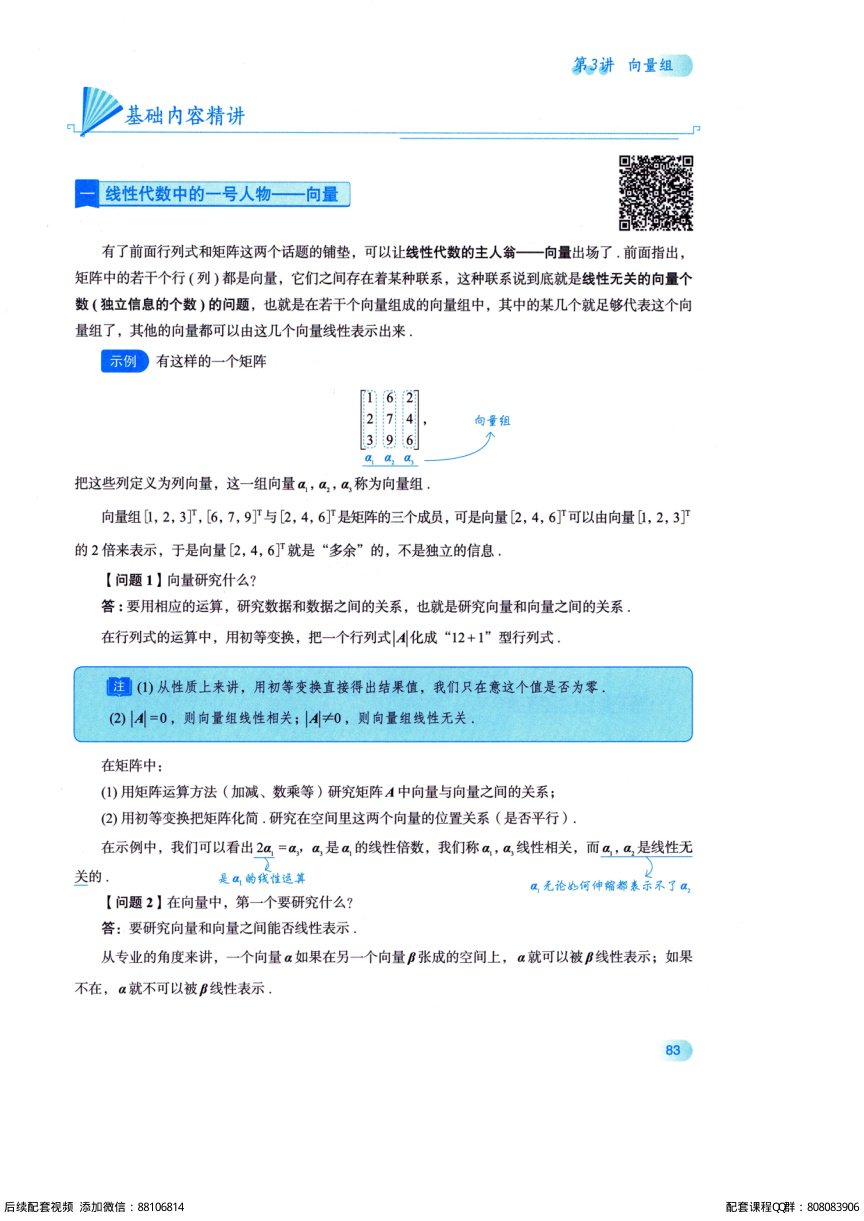 第3讲 向量组
基础内容精讲
一 线性代数中的一号人物——向量
有了前面行列式和矩阵这两个话题的铺垫，可以让线性代数的主人翁——向量出场了．前面指出，
矩阵中的若干个行(列)都是向量，它们之间存在着某种联系，这种联系说到底就是线性无关的向量个
数(独立信息的个数)的问题，也就是在若干个向量组成的向量组中，其中的某几个就足够代表这个向
量组了，其他的向量都可以由这几个向量线性表示出来．
示例 有这样的一个矩阵
1 6 2
2 7 4 ，
3 9 6
向量组
α₁ α₂ α₃
把这些列定义为列向量，这一组向量α₁，α₂，α₃称为向量组．
向量组[1，2，3]ᵀ，[6，7，9]ᵀ与[2，4，6]ᵀ是矩阵的三个成员，可是向量[2，4，6]ᵀ可以由向量[1，2，3]ᵀ
的2倍来表示，于是向量[2，4，6]ᵀ就是“多余”的，不是独立的信息．
【问题1】向量研究什么？
答：要用相应的运算，研究数据和数据之间的关系，也就是研究向量和向量之间的关系．
在行列式的运算中，用初等变换，把一个行列式|A|化成“12+1”型行列式．
注 (1)从性质上来讲，用初等变换直接得出结果值，我们只在意这个值是否为零．
(2)|A|=0，则向量组线性相关；|A|≠0，则向量组线性无关．
在矩阵中：
(1)用矩阵运算方法（加减、数乘等）研究矩阵A中向量与向量之间的关系；
(2)用初等变换把矩阵化简．研究在空间里这两个向量的位置关系（是否平行）．
在示例中，我们可以看出2α₁=α₃，α₃是α₁的线性倍数，我们称α₁，α₃线性相关，而α₁，α₂是线性无
关的．
是α₁的线性运算
α₁无论如何伸缩都表示不了α₂
【问题2】在向量中，第一个要研究什么？
答：要研究向量和向量之间能否线性表示．
从专业的角度来讲，一个向量α如果在另一个向量β张成的空间上，α就可以被β线性表示；如果
不在，α就不可以被β线性表示．
83
后续配套视频 添加微信：88106814
配套课程QQ群：808083906